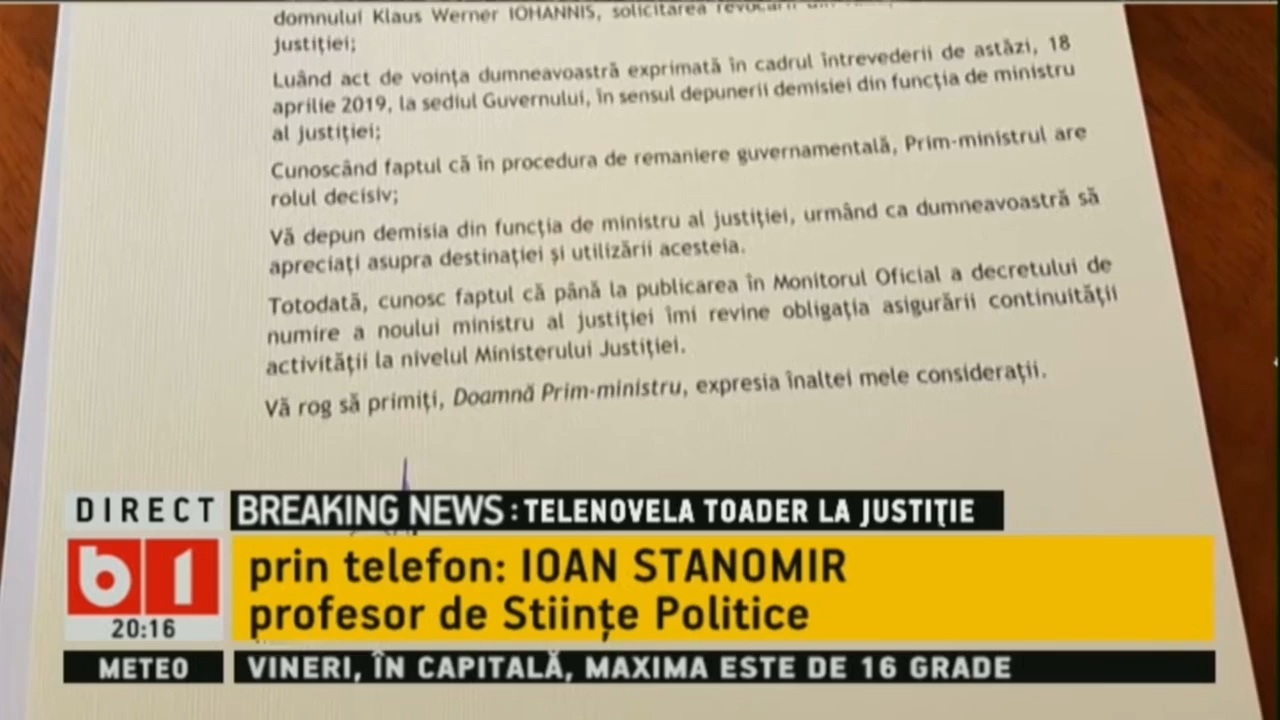 domnului Klaus Werner IOHANNIS, solicitarea revocării din
justiției;
Luând act de voința dumneavoastră exprimată în cadrul întrevederii de astăzi, 18
aprilie 2019, la sediul Guvernului, în sensul depunerii demisiei din funcția de ministru
al justiției;
Cunoscând faptul că în procedura de remaniere guvernamentală, Prim-ministrul are
rolul decisiv;
Vă depun demisia din funcția de ministru al justiției, urmând ca dumneavoastră să
apreciați asupra destinației și utilizării acesteia.
Totodată, cunosc faptul că până la publicarea în Monitorul Oficial a decretului de
numire a noului ministru al justiției îmi revine obligația asigurării continuității
activității la nivelul Ministerului Justiției.
Vă rog să primiți, Doamnă Prim-ministru, expresia înaltei mele considerații.
DIRECT BREAKING NEWS: TELENOVELA TOADER LA JUSTIŢIE
b1 prin telefon: IOAN STANOMIR
profesor de Stiințe Politice
20:16
METEO VINERI, ÎN CAPITALĂ, MAXIMA ESTE DE 16 GRADE